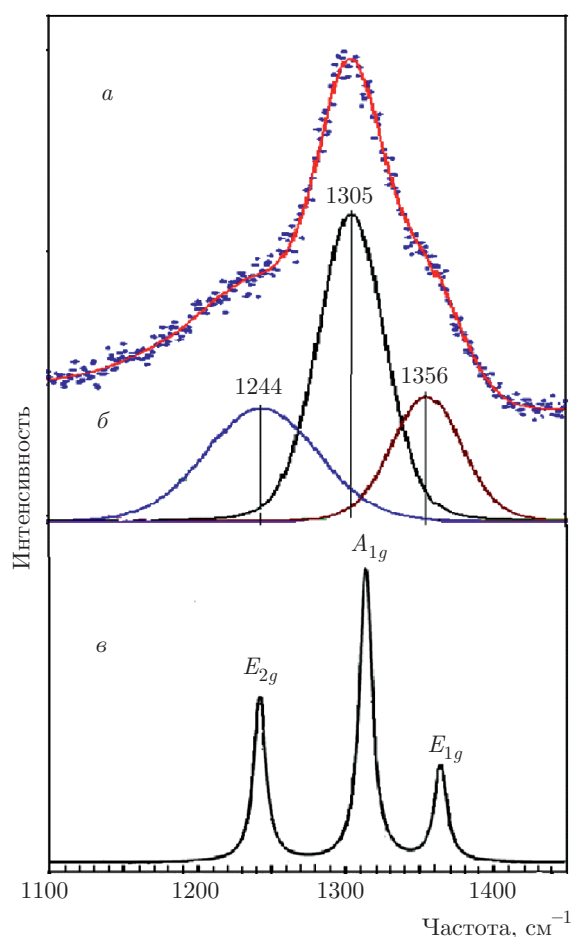 а
1305
1244
1356
б
Интенсивность
A1g
в
E2g
E1g
1100
1200
1300
1400
Частота, см−1